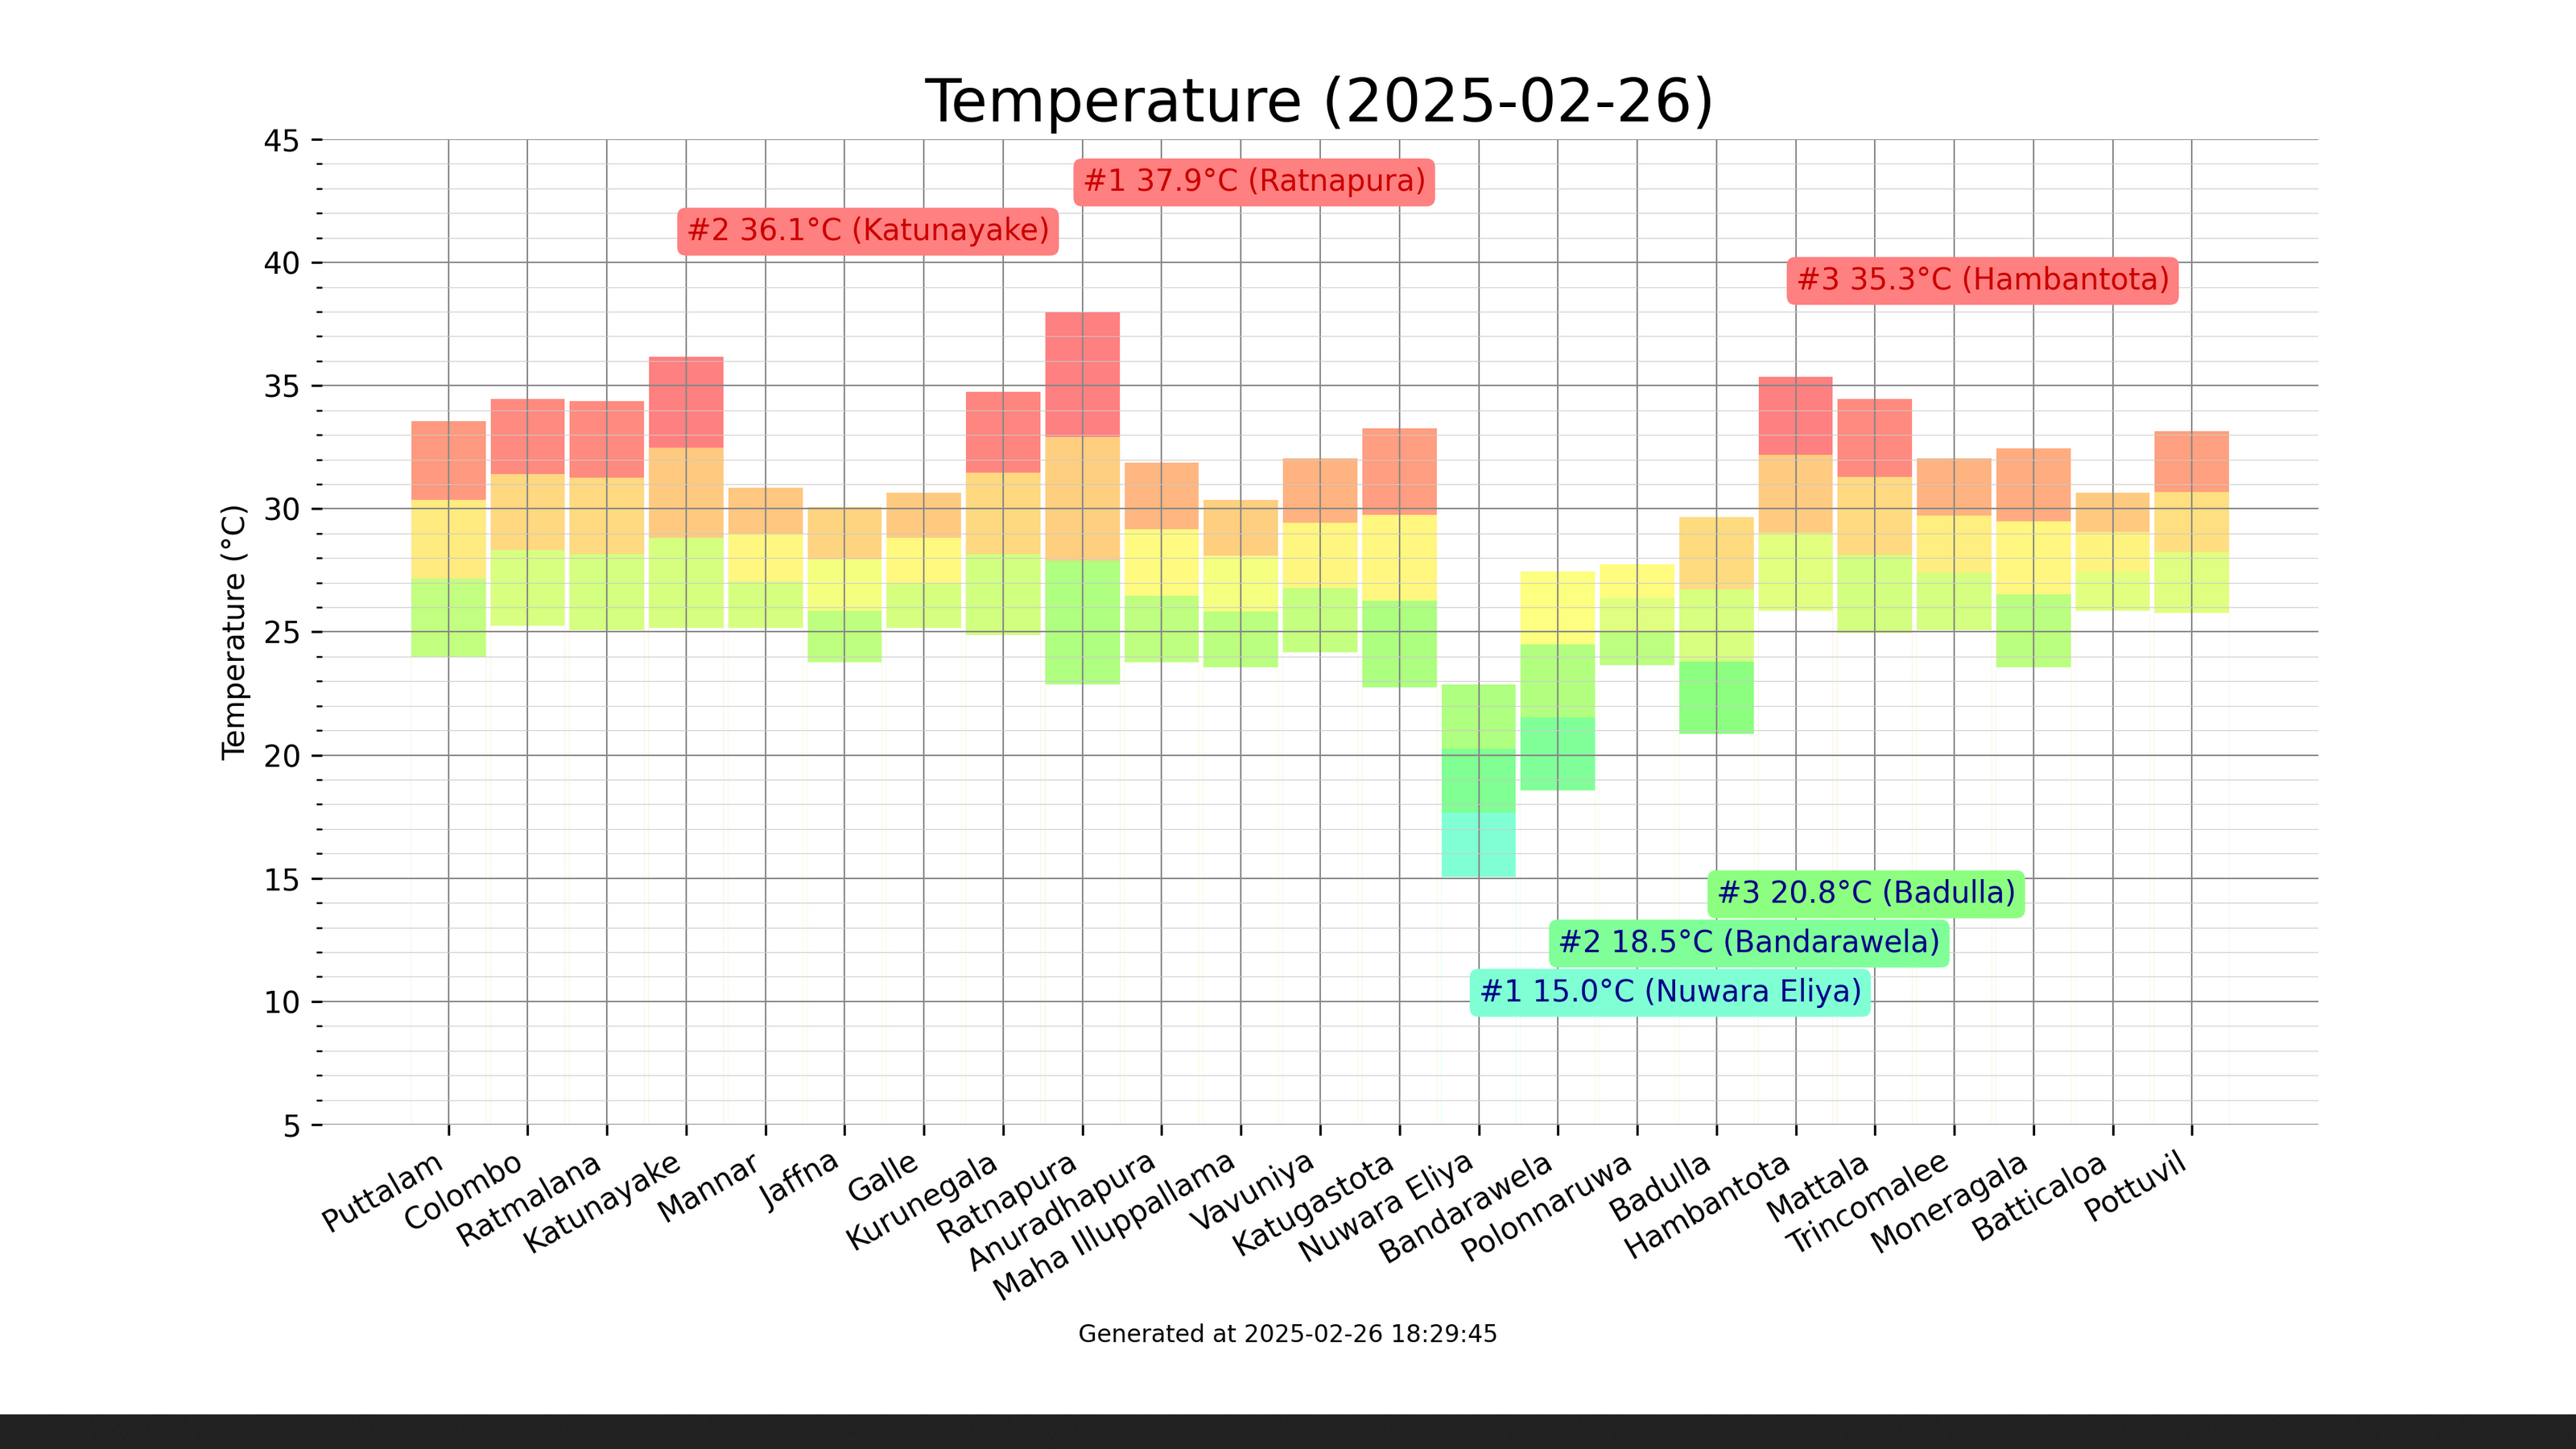 Temperature (2025-02-26)
#1 37.9°C (Ratnapura)
#2 36.1°C (Katunayake)
#3 35.3°C (Hambantota)
#3 20.8°C (Badulla)
#2 18.5°C (Bandarawela)
#1 15.0°C (Nuwara Eliya)
Temperature (°C)
45
40
35
30
25
20
15
10
5
Puttalam
Colombo
Ratmalana
Katunayake
Mannar
Jaffna
Galle
Kurunegala
Ratnapura
Anuradhapura
Maha Illuppallama
Vavuniya
Katugastota
Nuwara Eliya
Bandarawela
Polonnaruwa
Badulla
Hambantota
Mattala
Trincomalee
Moneragala
Batticaloa
Pottuvil
Generated at 2025-02-26 18:29:45